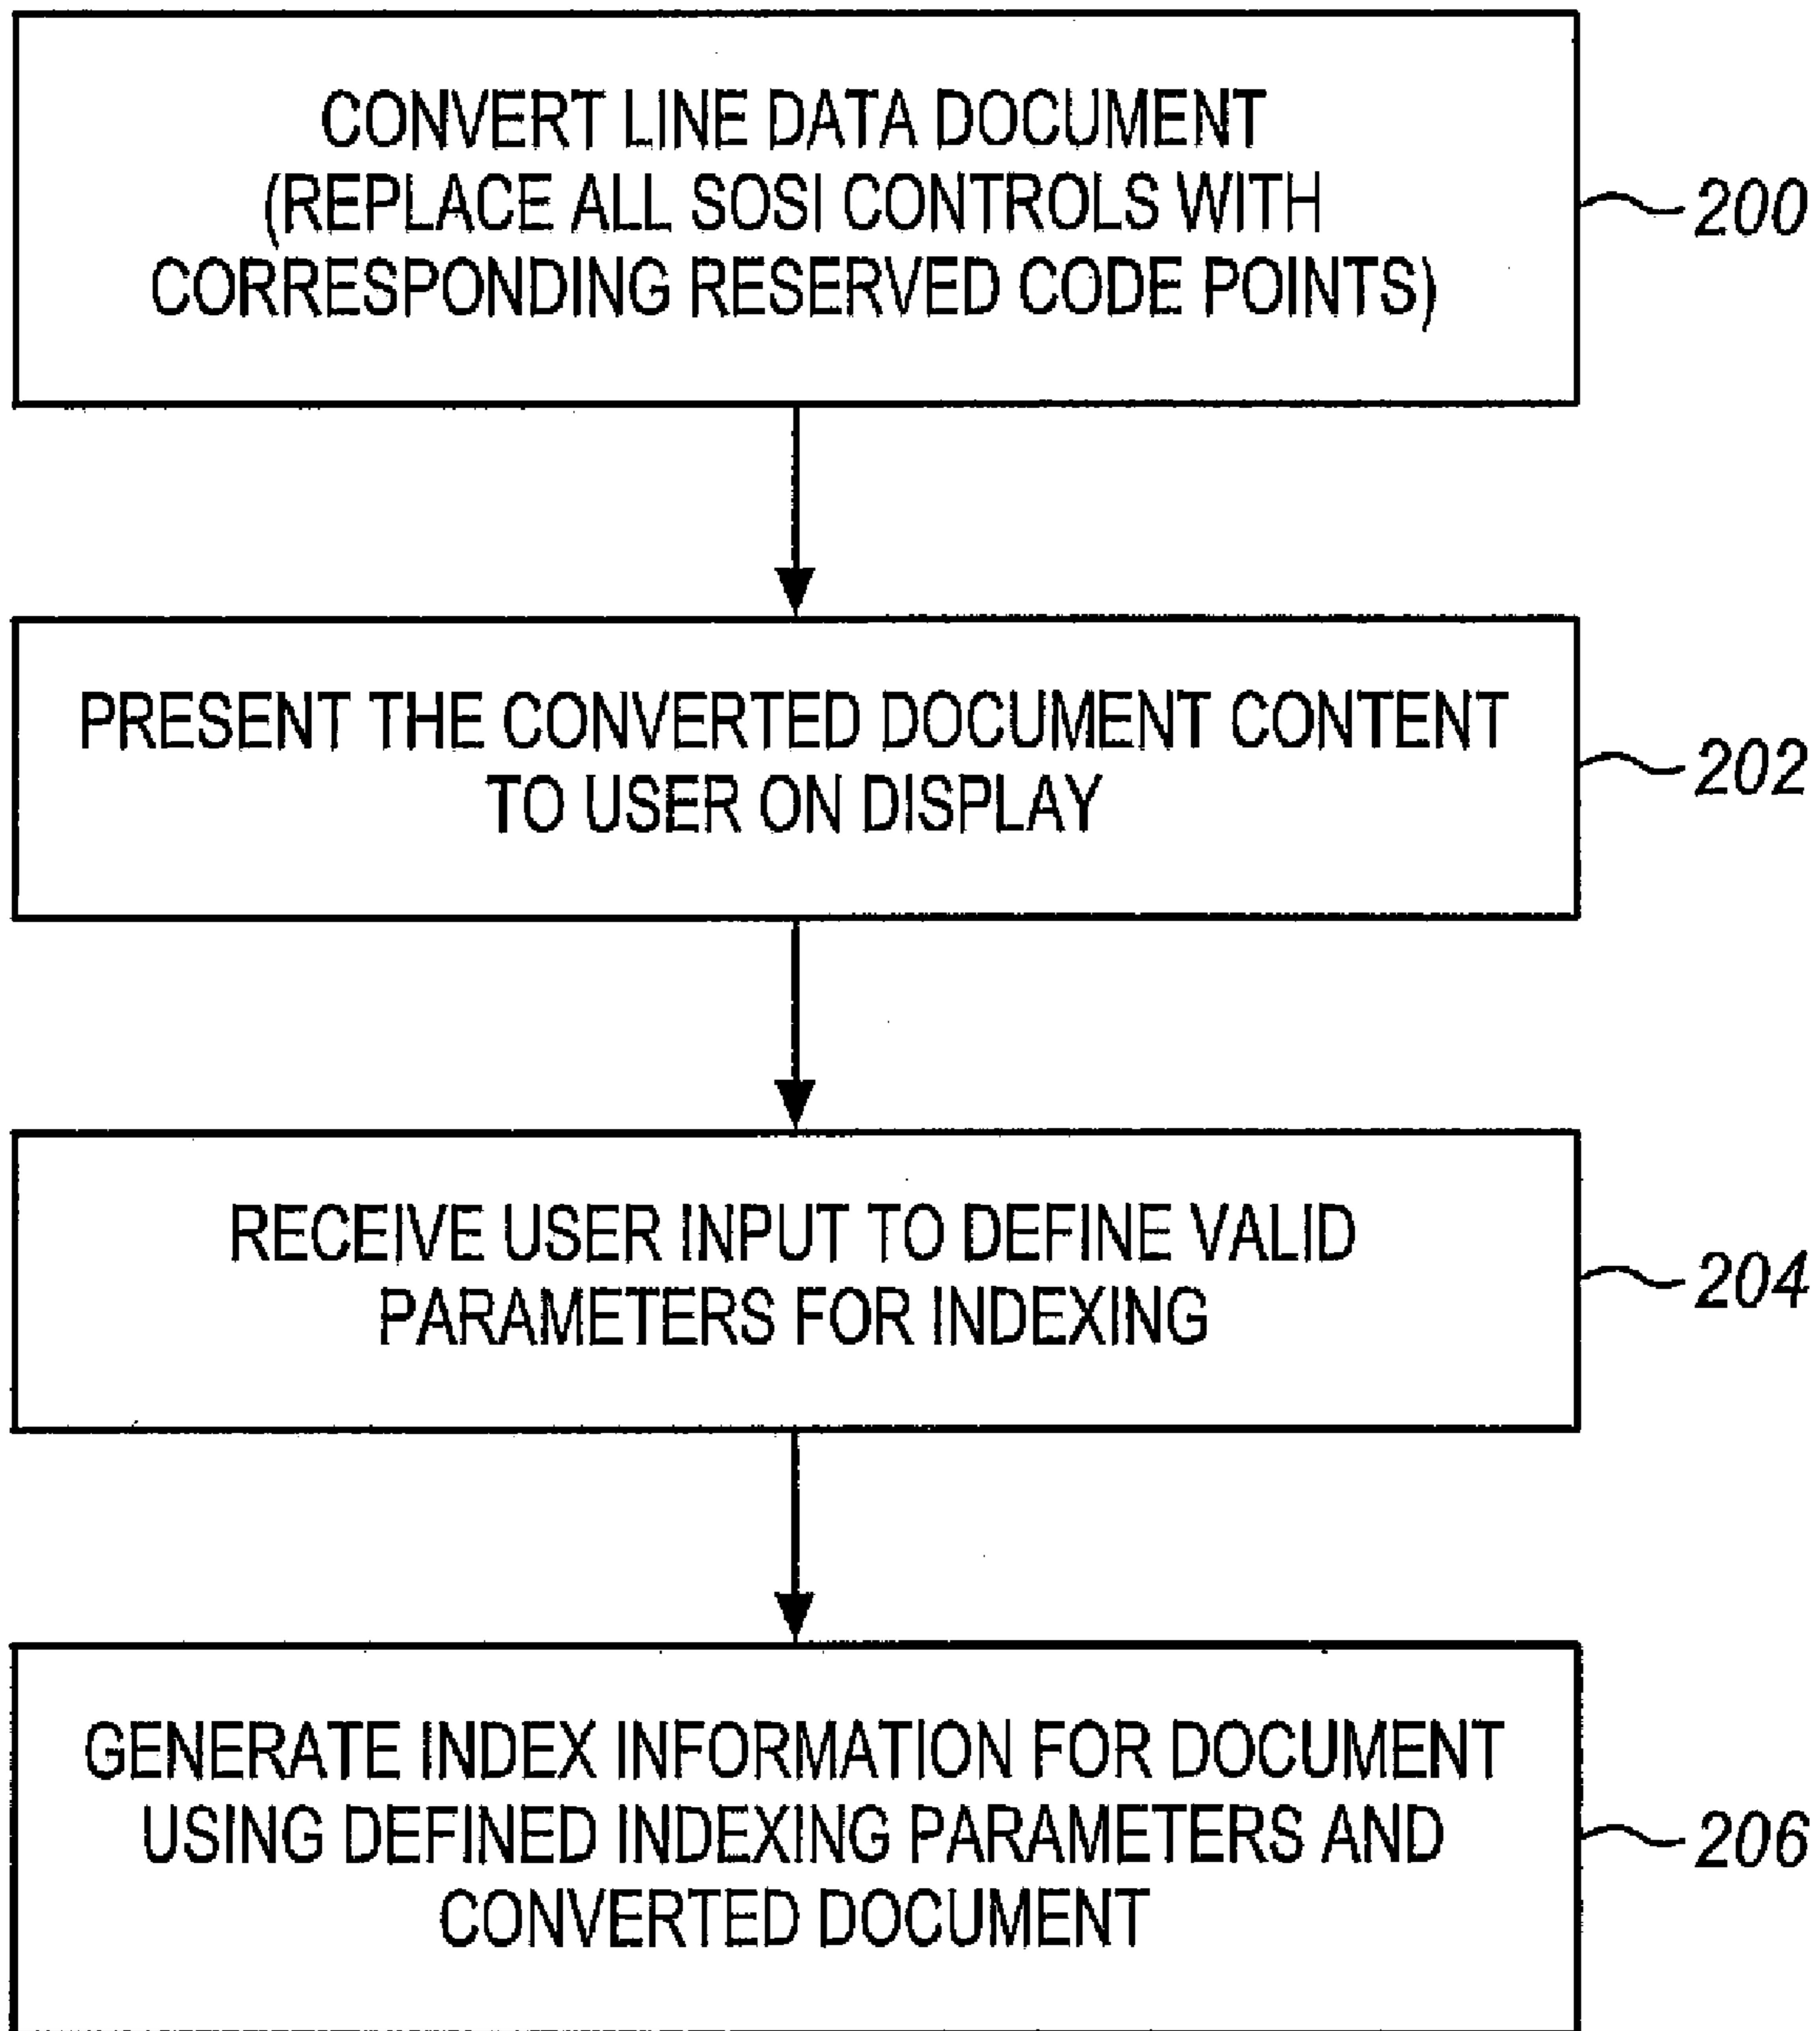 CONVERT LINE DATA DOCUMENT
(REPLACE ALL SOSI CONTROLS WITH
CORRESPONDING RESERVED CODE POINTS)
200
PRESENT THE CONVERTED DOCUMENT CONTENT
TO USER ON DISPLAY
202
RECEIVE USER INPUT TO DEFINE VALID
PARAMETERS FOR INDEXING
204
GENERATE INDEX INFORMATION FOR DOCUMENT
USING DEFINED INDEXING PARAMETERS AND
CONVERTED DOCUMENT
206